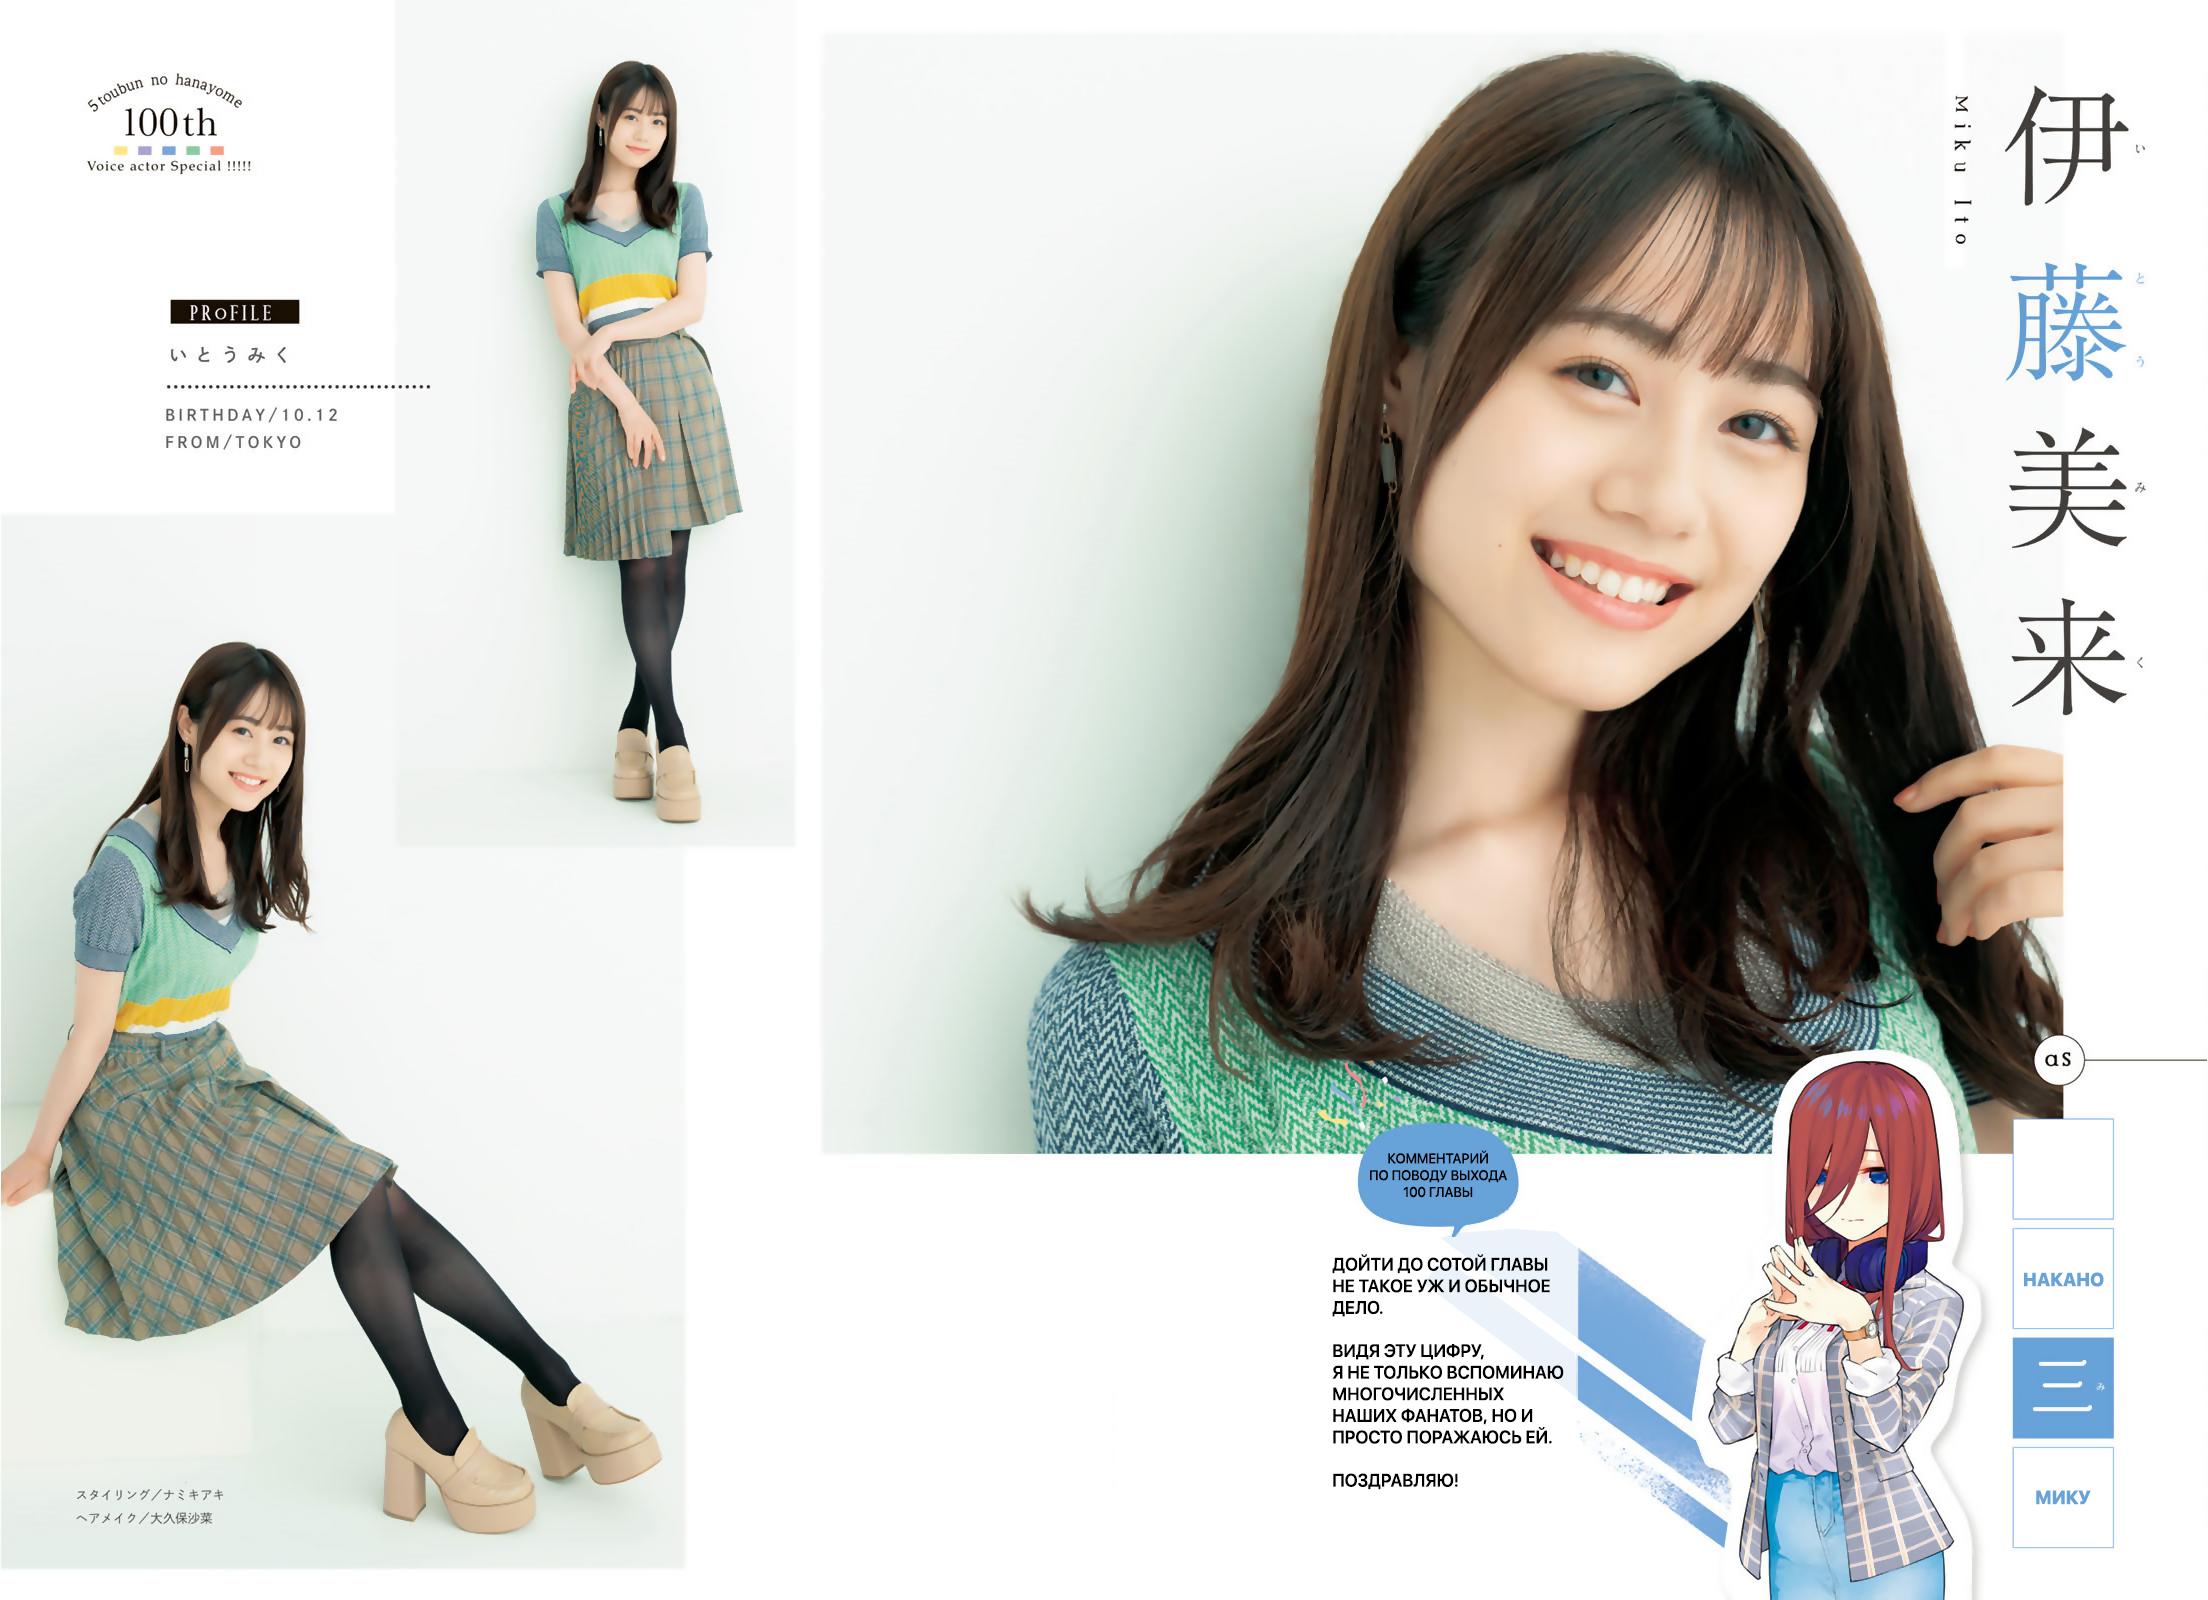 5toubun no hanayome
100th
Voice actor Special !!!!!
PROFILE
いとうみく
BIRTHDAY/10.12
FROM/TOKYO
スタイリング／ナミキアキ
ヘアメイク／大久保沙菜
伊藤美来
いとうみく
Miku Ito
as
НАКАНО
三
み
МИКУ
КОММЕНТАРИЙ
ПО ПОВОДУ ВЫХОДА
100 ГЛАВЫ
ДОЙТИ ДО СОТОЙ ГЛАВЫ
НЕ ТАКОЕ УЖ И ОБЫЧНОЕ
ДЕЛО.
ВИДЯ ЭТУ ЦИФРУ,
Я НЕ ТОЛЬКО ВСПОМИНАЮ
МНОГОЧИСЛЕННЫХ
НАШИХ ФАНАТОВ, НО И
ПРОСТО ПОРАЖАЮСЬ ЕЙ.
ПОЗДРАВЛЯЮ!